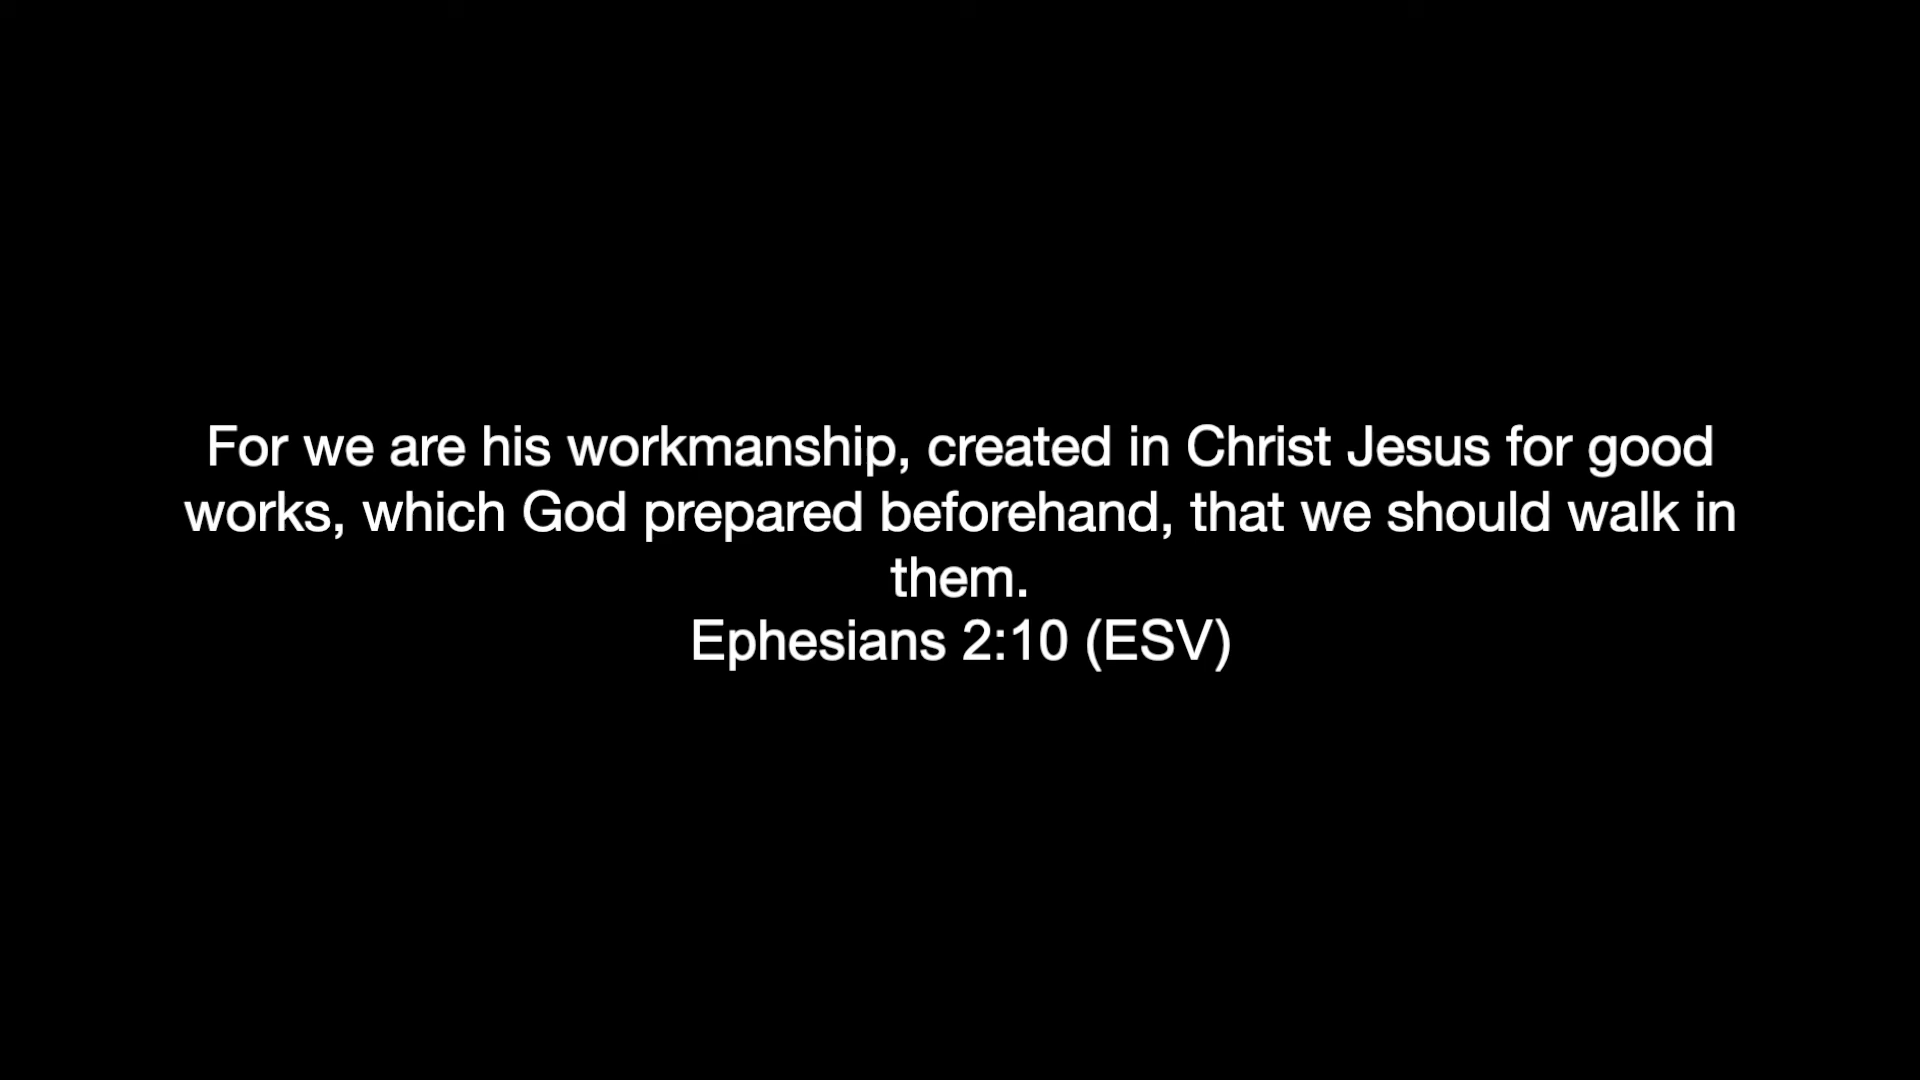 For we are his workmanship, created in Christ Jesus for good
works, which God prepared beforehand, that we should walk in
them.
Ephesians 2:10 (ESV)